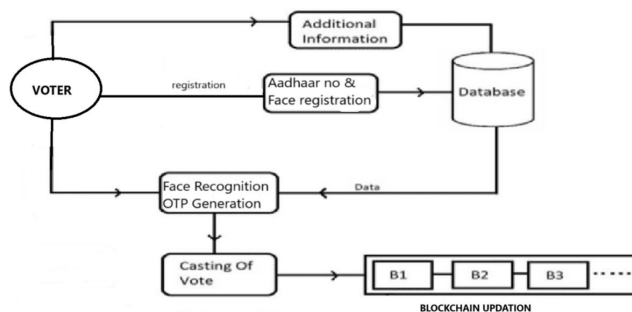 Additional
Information
VOTER
registration
Aadhaar no &
Face registration
Database
Face Recognition
OTP Generation
Data
Casting Of
Vote
B1
B2
B3
BLOCKCHAIN UPDATION